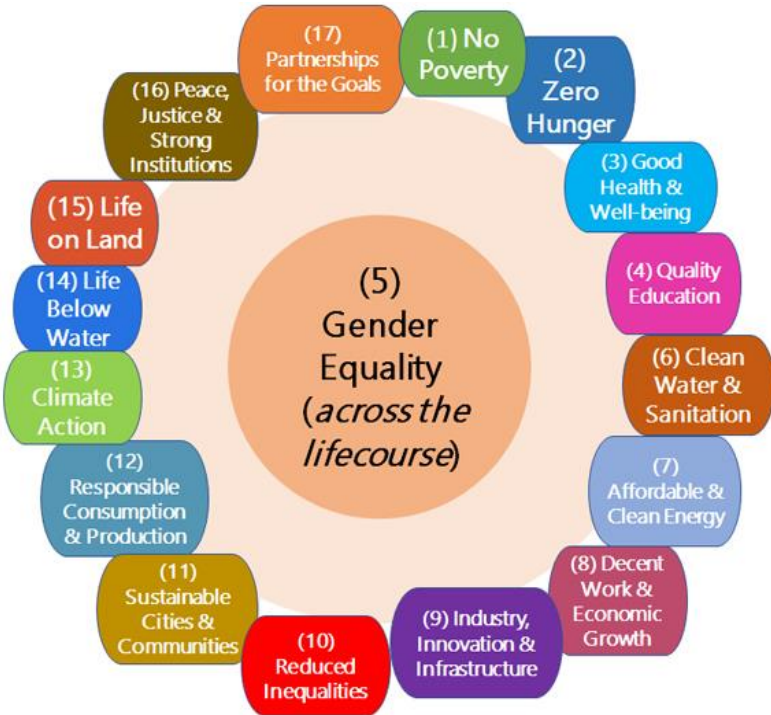 (1) No
Poverty
(2)
Zero
Hunger
(3) Good
Health &
Well-being
(4) Quality
Education
(5)
Gender
Equality
(across the
lifecourse)
(6) Clean
Water &
Sanitation
(7)
Affordable &
Clean Energy
(8) Decent
Work &
Economic
Growth
(9) Industry,
Innovation &
Infrastructure
(10)
Reduced
Inequalities
(11)
Sustainable
Cities &
Communities
(12)
Responsible
Consumption
& Production
(13)
Climate
Action
(14) Life
Below
Water
(15) Life
on Land
(16) Peace,
Justice &
Strong
Institutions
(17)
Partnerships
for the Goals